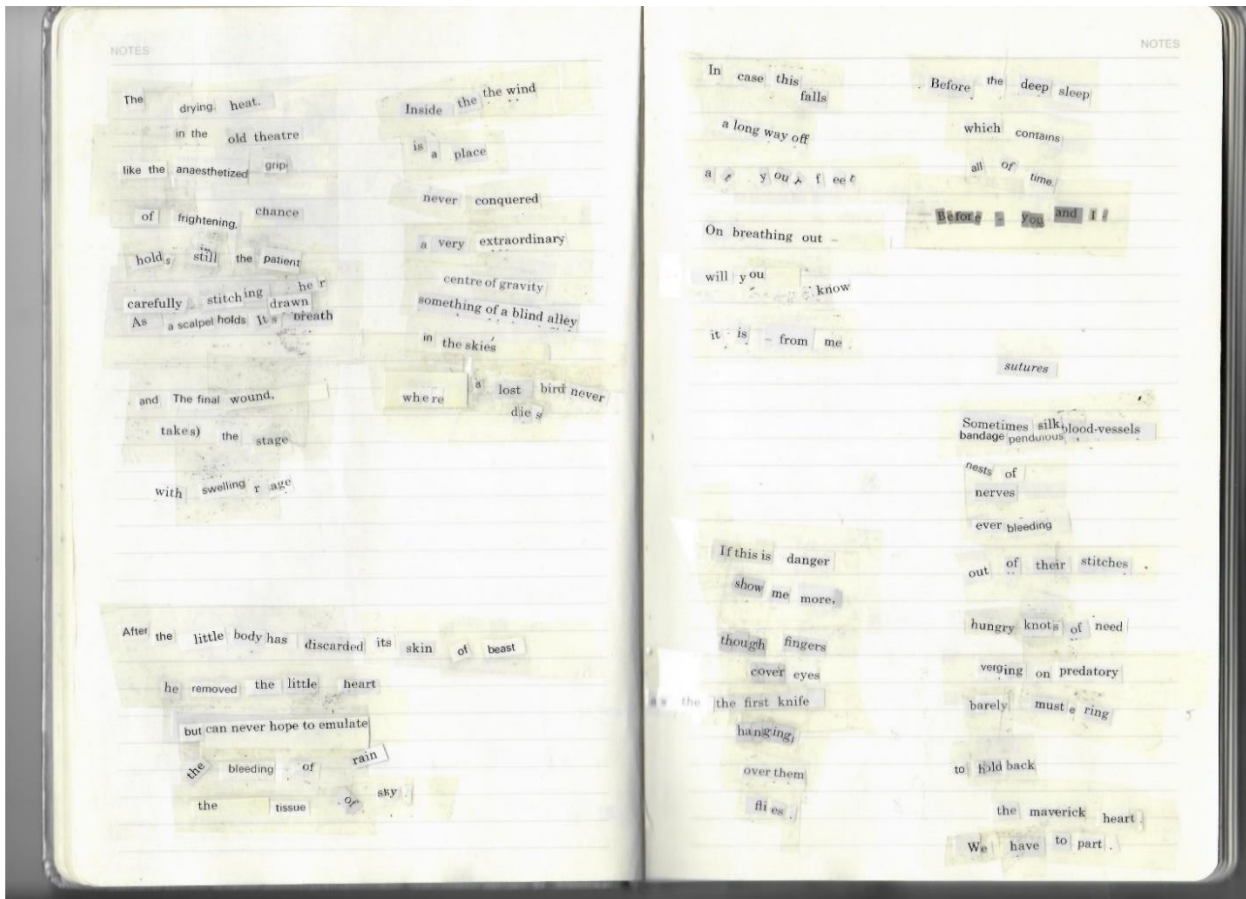 NOTES
The drying heat.
in the old theatre
like the anaesthetized grip
of frightening, chance
holds still the patient
carefully stitching her
drawn
As a scalpel holds Its breath
and The final wound,
takes) the stage
with swelling rage
Inside the the wind
is a place
never conquered
a very extraordinary
centre of gravity
something of a blind alley
in the skies
where a lost bird never
dies
After the little body has discarded its skin of beast
he removed the little heart
but can never hope to emulate
the bleeding of rain
the tissue of sky.
NOTES
In case this
falls
a long way off
at your feet
On breathing out –
will you know
it is – from me.
Before the deep sleep
which contains
all of time
Before - you and I
If this is danger
show me more,
though fingers
cover eyes
as the the first knife
hanging,
over them
flies.
sutures
Sometimes silk blood-vessels
bandage pendulous
nests of
nerves
ever bleeding
out of their stitches.
hungry knots of need
verging on predatory
barely mustering
to hold back
the maverick heart.
We have to part.